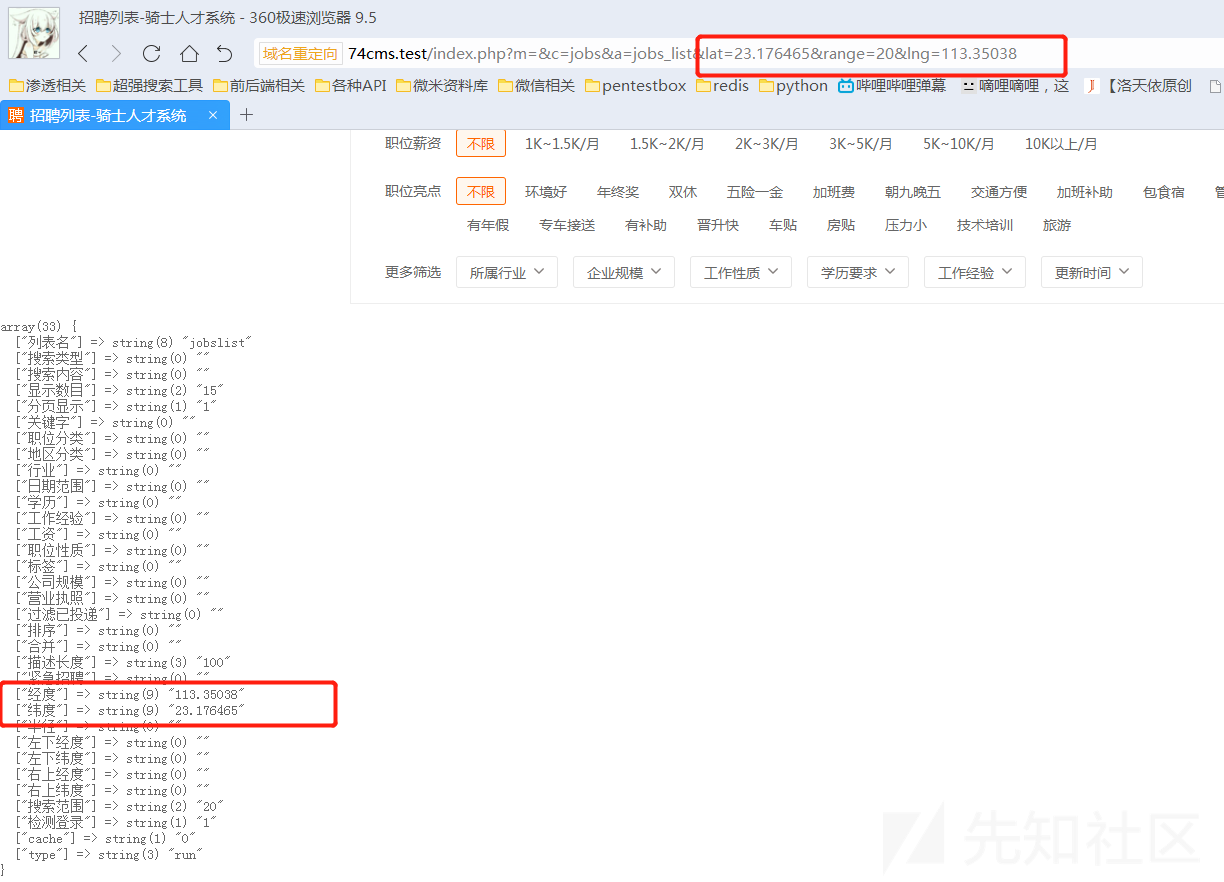 招聘列表-骑士人才系统 - 360极速浏览器 9.5
域名重定向 74cms.test/index.php?m=&c=jobs&a=jobs_list&lat=23.176465&range=20&lng=113.35038
渗透相关 超强搜索工具 前后端相关 各种API 微米资料库 微信相关 pentestbox redis python 哔哩哔哩弹幕 嘀哩嘀哩，这 【洛天依原创
聘 招聘列表-骑士人才系统 × +
职位薪资 不限 1K~1.5K/月 1.5K~2K/月 2K~3K/月 3K~5K/月 5K~10K/月 10K以上/月
职位亮点 不限 环境好 年终奖 双休 五险一金 加班费 朝九晚五 交通方便 加班补助 包食宿
有年假 专车接送 有补助 晋升快 车贴 房贴 压力小 技术培训 旅游
更多筛选 所属行业 企业规模 工作性质 学历要求 工作经验 更新时间
array(33) {
["列表名"] => string(8) "jobslist"
["搜索类型"] => string(0) ""
["搜索内容"] => string(0) ""
["显示数目"] => string(2) "15"
["分页显示"] => string(1) "1"
["关键字"] => string(0) ""
["职位分类"] => string(0) ""
["地区分类"] => string(0) ""
["行业"] => string(0) ""
["日期范围"] => string(0) ""
["学历"] => string(0) ""
["工作经验"] => string(0) ""
["工资"] => string(0) ""
["职位性质"] => string(0) ""
["标签"] => string(0) ""
["公司规模"] => string(0) ""
["营业执照"] => string(0) ""
["过滤已投递"] => string(0) ""
["排序"] => string(0) ""
["合并"] => string(0) ""
["描述长度"] => string(3) "100"
["紧急招聘"] => string(0) ""
["经度"] => string(9) "113.35038"
["纬度"] => string(9) "23.176465"
["半径"] => string(0) ""
["左下经度"] => string(0) ""
["左下纬度"] => string(0) ""
["右上经度"] => string(0) ""
["右上纬度"] => string(0) ""
["搜索范围"] => string(2) "20"
["检测登录"] => string(1) "1"
["cache"] => string(1) "0"
["type"] => string(3) "run"
}
先知社区